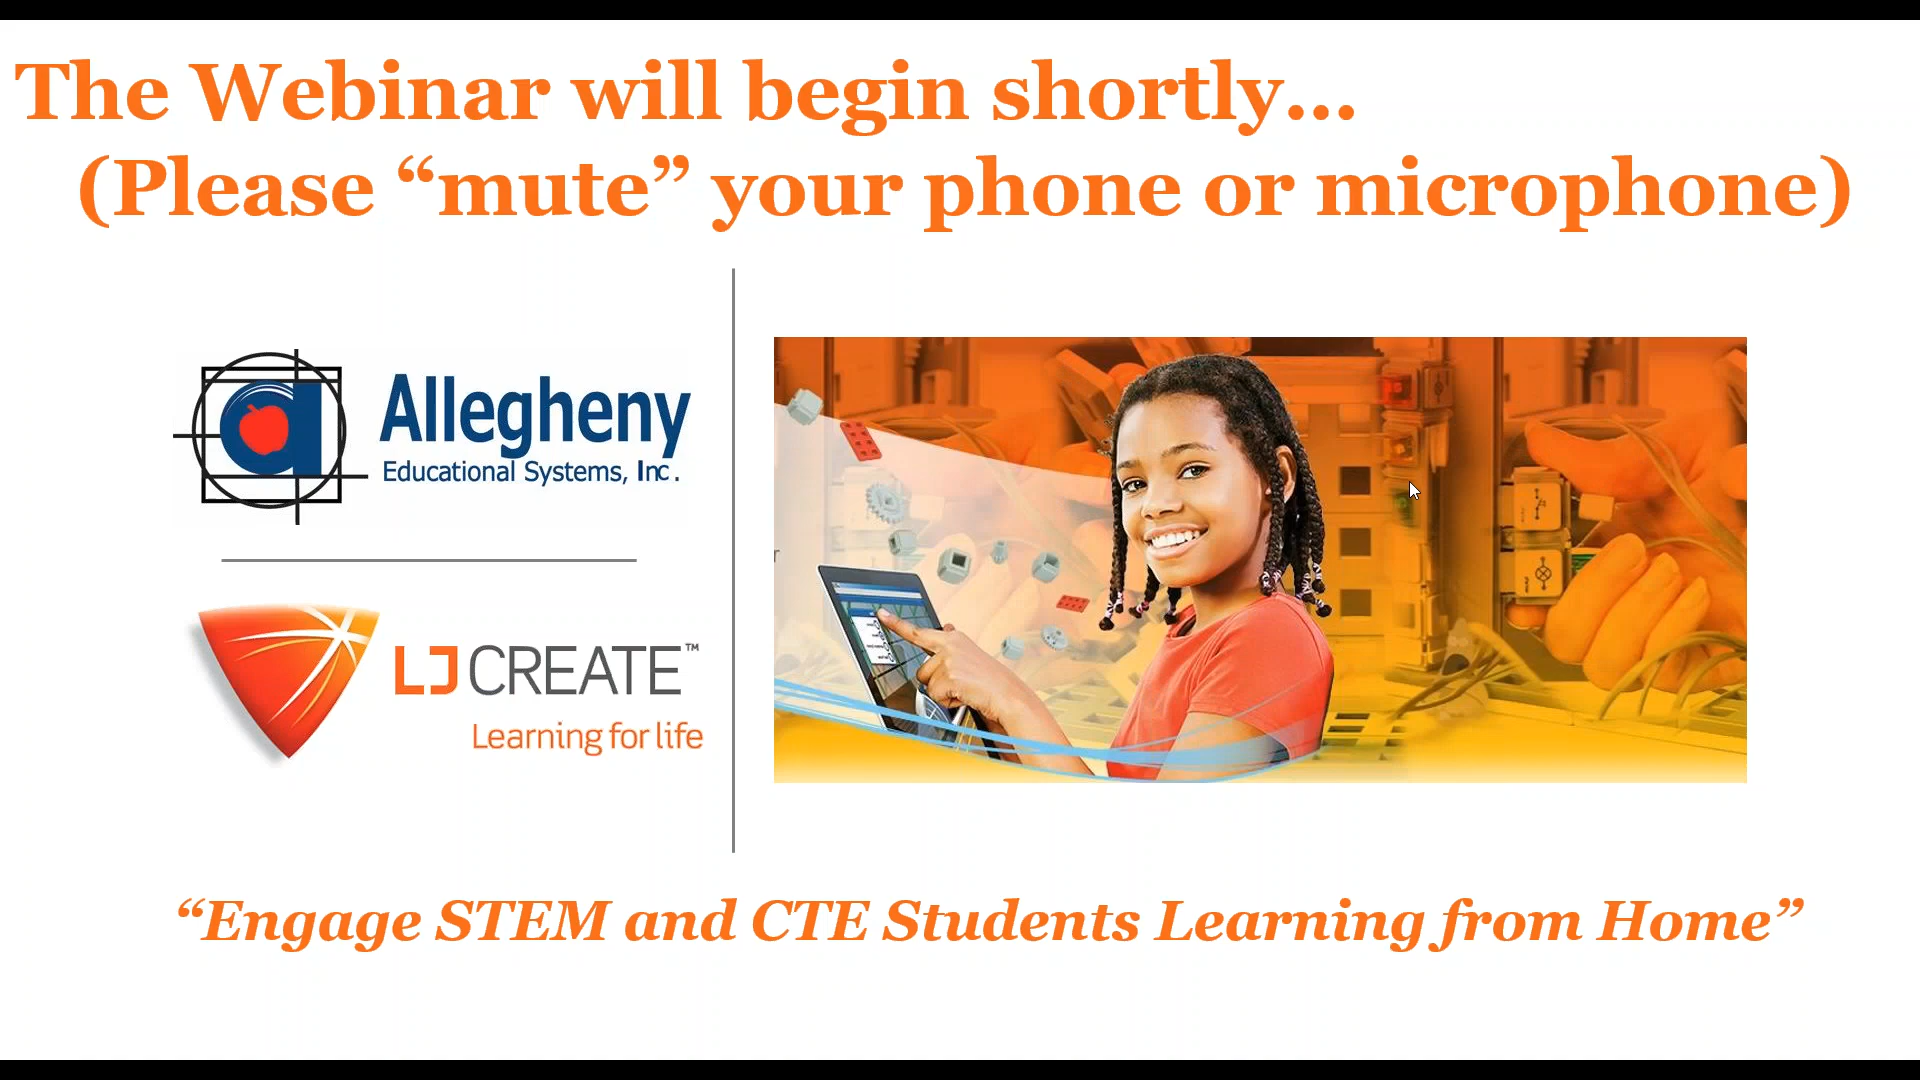 The Webinar will begin shortly...
(Please “mute” your phone or microphone)
Allegheny
Educational Systems, Inc.
LJ CREATE™
Learning for life
“Engage STEM and CTE Students Learning from Home”